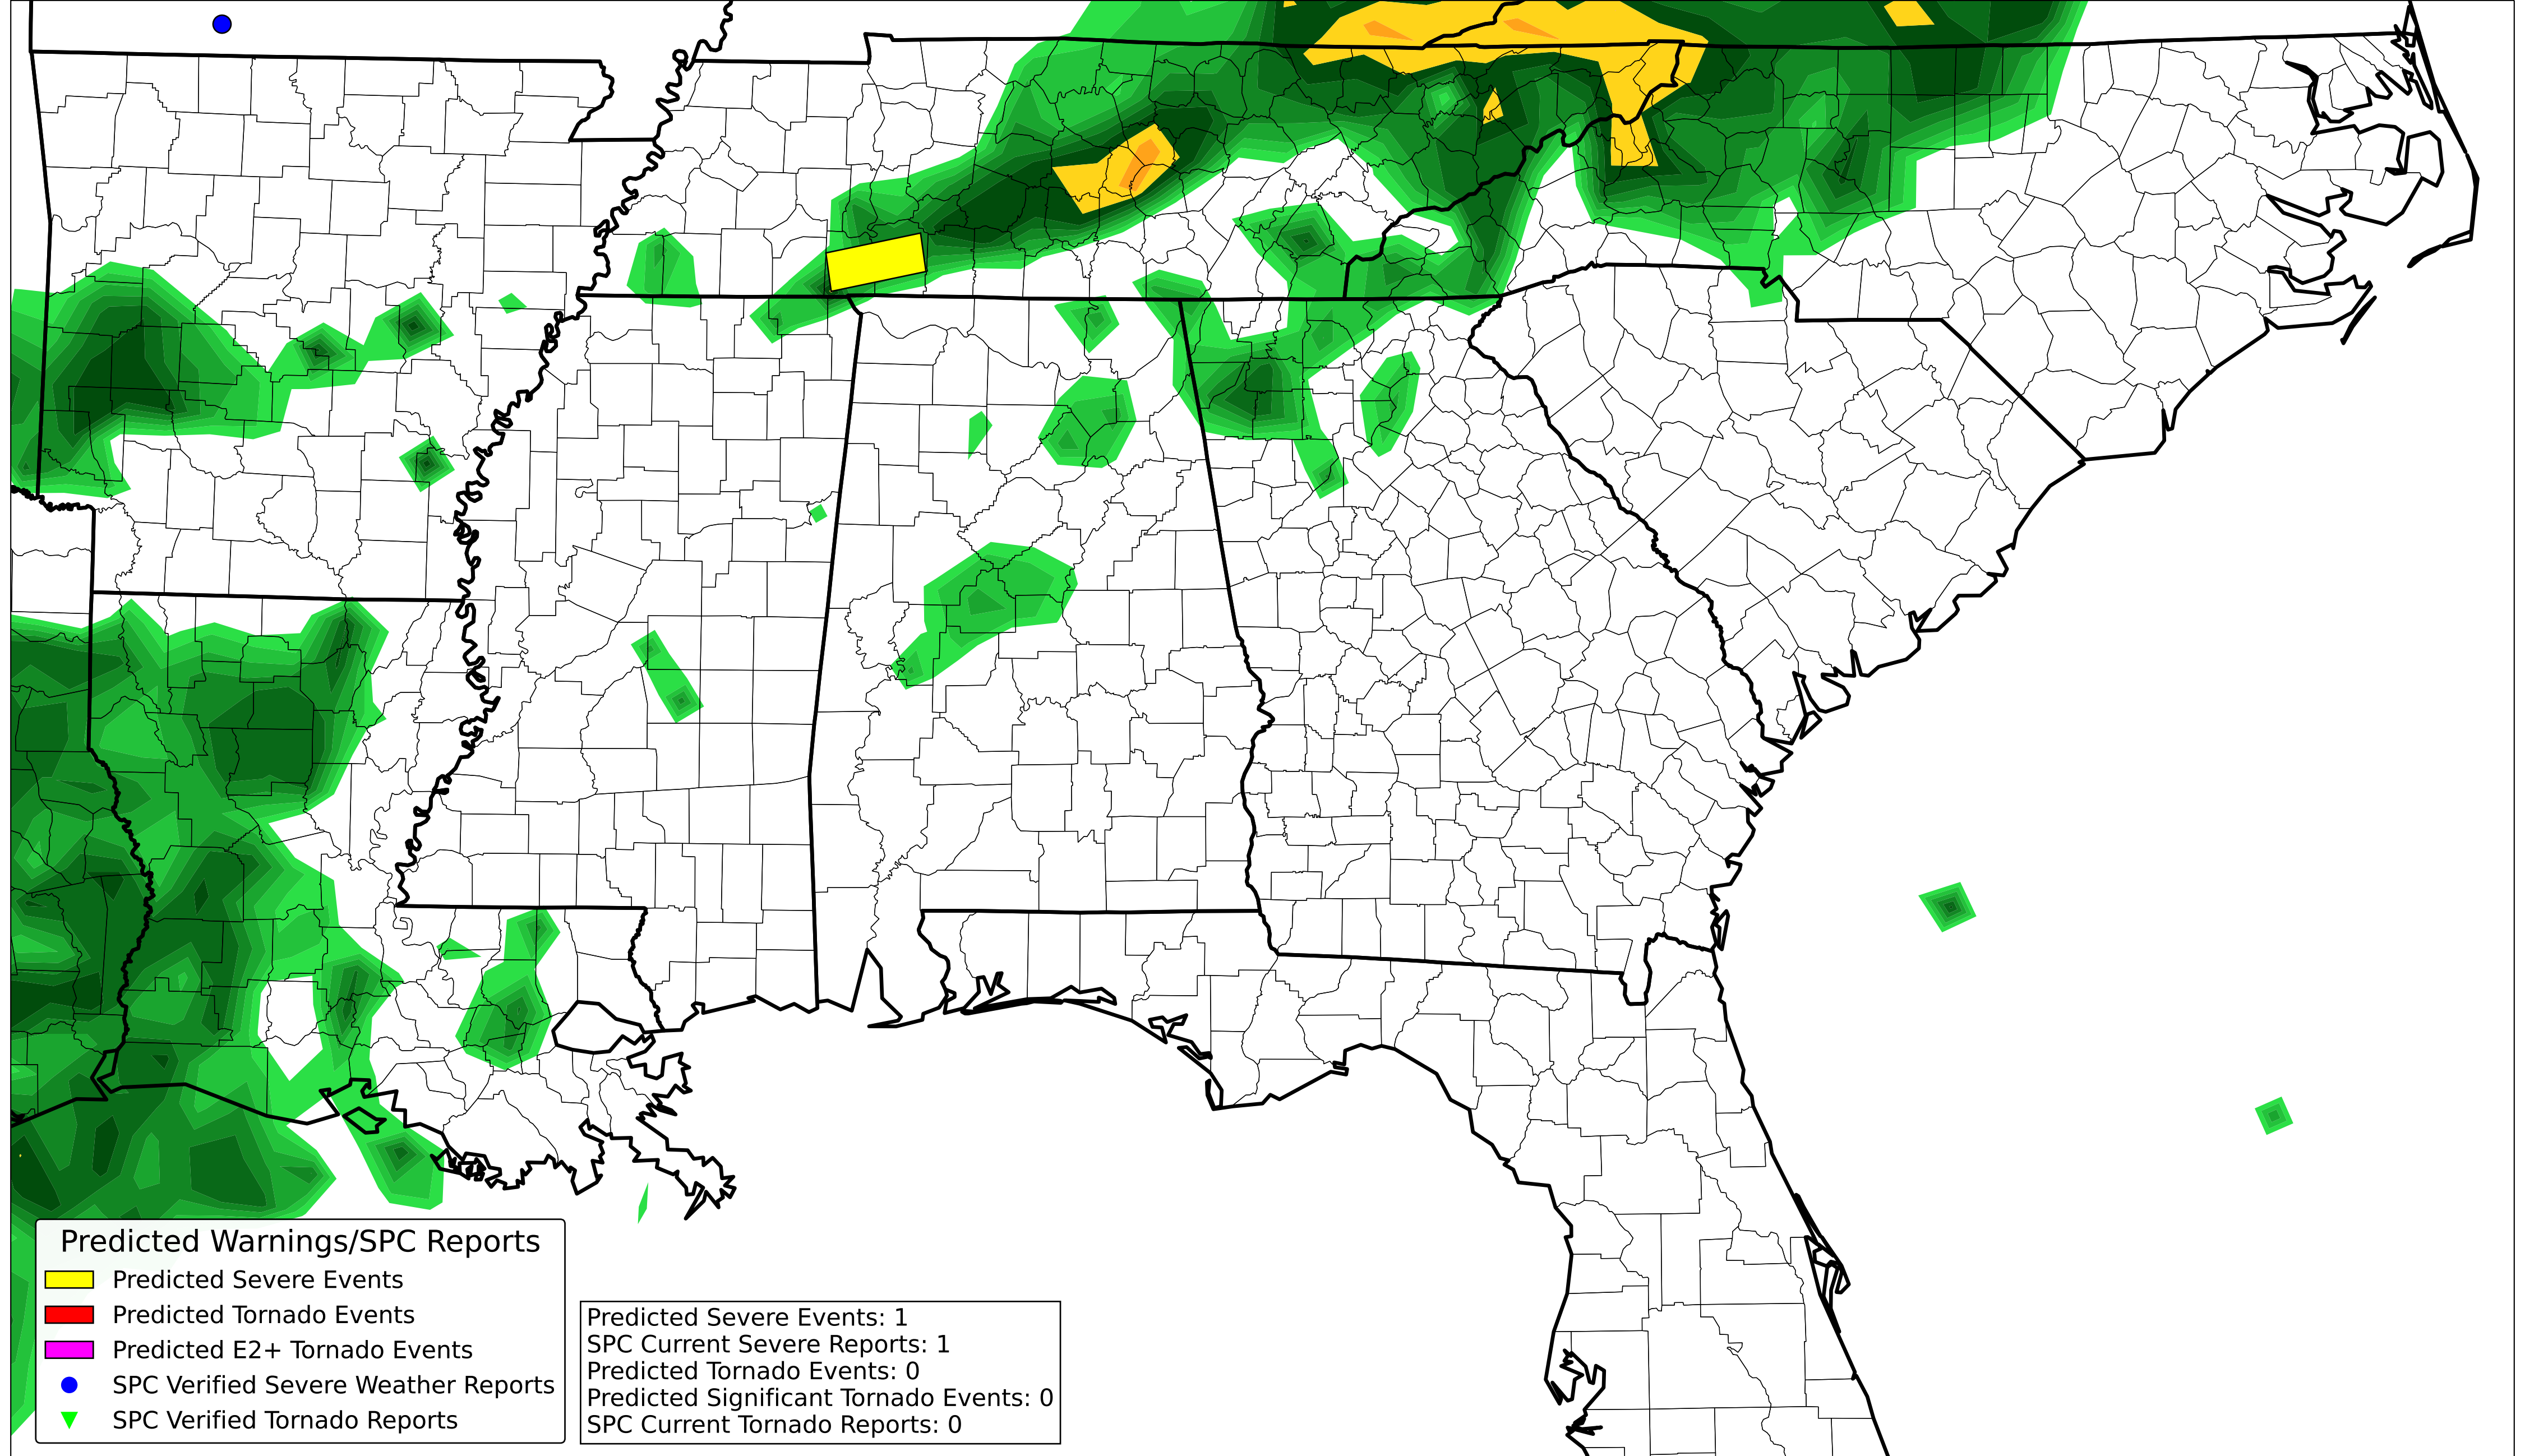 Predicted Warnings/SPC Reports
Predicted Severe Events
Predicted Tornado Events
Predicted E2+ Tornado Events
SPC Verified Severe Weather Reports
SPC Verified Tornado Reports
Predicted Severe Events: 1
SPC Current Severe Reports: 1
Predicted Tornado Events: 0
Predicted Significant Tornado Events: 0
SPC Current Tornado Reports: 0